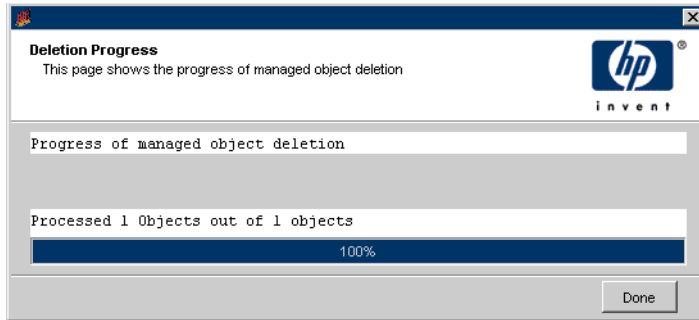 Deletion Progress
This page shows the progress of managed object deletion
hp
®
invent
Progress of managed object deletion
Processed 1 Objects out of 1 objects
100%
Done